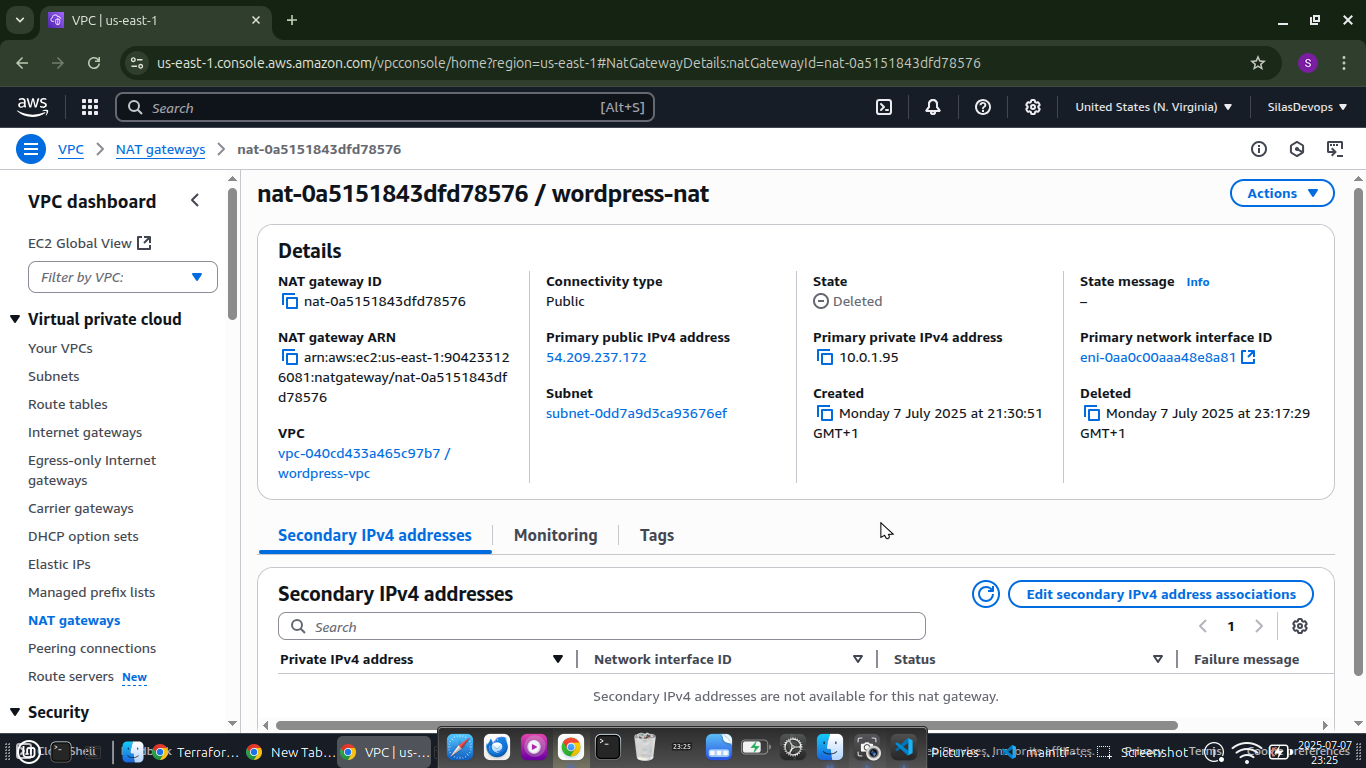 VPC | us-east-1
us-east-1.console.aws.amazon.com/vpcconsole/home?region=us-east-1#NatGatewayDetails:natGatewayId=nat-0a5151843dfd78576
S
aws
Search [Alt+S]
United States (N. Virginia)
SilasDevops
VPC
NAT gateways
nat-0a5151843dfd78576
VPC dashboard
EC2 Global View
Filter by VPC:
Virtual private cloud
Your VPCs
Subnets
Route tables
Internet gateways
Egress-only Internet
gateways
Carrier gateways
DHCP option sets
Elastic IPs
Managed prefix lists
NAT gateways
Peering connections
Route servers New
Security
nat-0a5151843dfd78576 / wordpress-nat
Actions
Details
NAT gateway ID
nat-0a5151843dfd78576
NAT gateway ARN
arn:aws:ec2:us-east-1:90423312
6081:natgateway/nat-0a5151843df
d78576
VPC
vpc-040cd433a465c97b7 /
wordpress-vpc
Connectivity type
Public
Primary public IPv4 address
54.209.237.172
Subnet
subnet-0dd7a9d3ca93676ef
State
Deleted
Primary private IPv4 address
10.0.1.95
Created
Monday 7 July 2025 at 21:30:51
GMT+1
State message Info
–
Primary network interface ID
eni-0aa0c00aaa48e8a81
Deleted
Monday 7 July 2025 at 23:17:29
GMT+1
Secondary IPv4 addresses
Monitoring
Tags
Secondary IPv4 addresses
Edit secondary IPv4 address associations
Search
1
Private IPv4 address
Network interface ID
Status
Failure message
Secondary IPv4 addresses are not available for this nat gateway.
Terrafor...
New Tab...
VPC | us-...
23:25
Pictures
Screenshot
2025-07-07
23:25